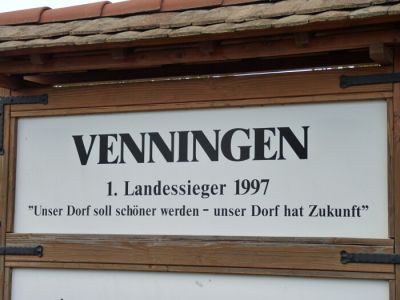 VENNINGEN
1. Landessieger 1997
"Unser Dorf soll schöner werden - unser Dorf hat Zukunft"